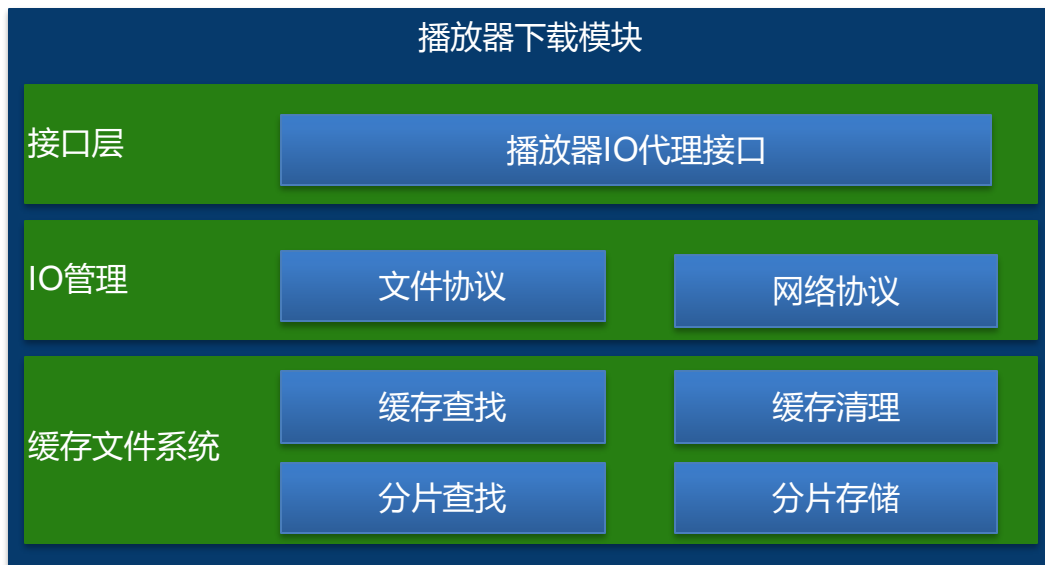 播放器下载模块
接口层
播放器IO代理接口
IO管理
文件协议
网络协议
缓存文件系统
缓存查找
缓存清理
分片查找
分片存储